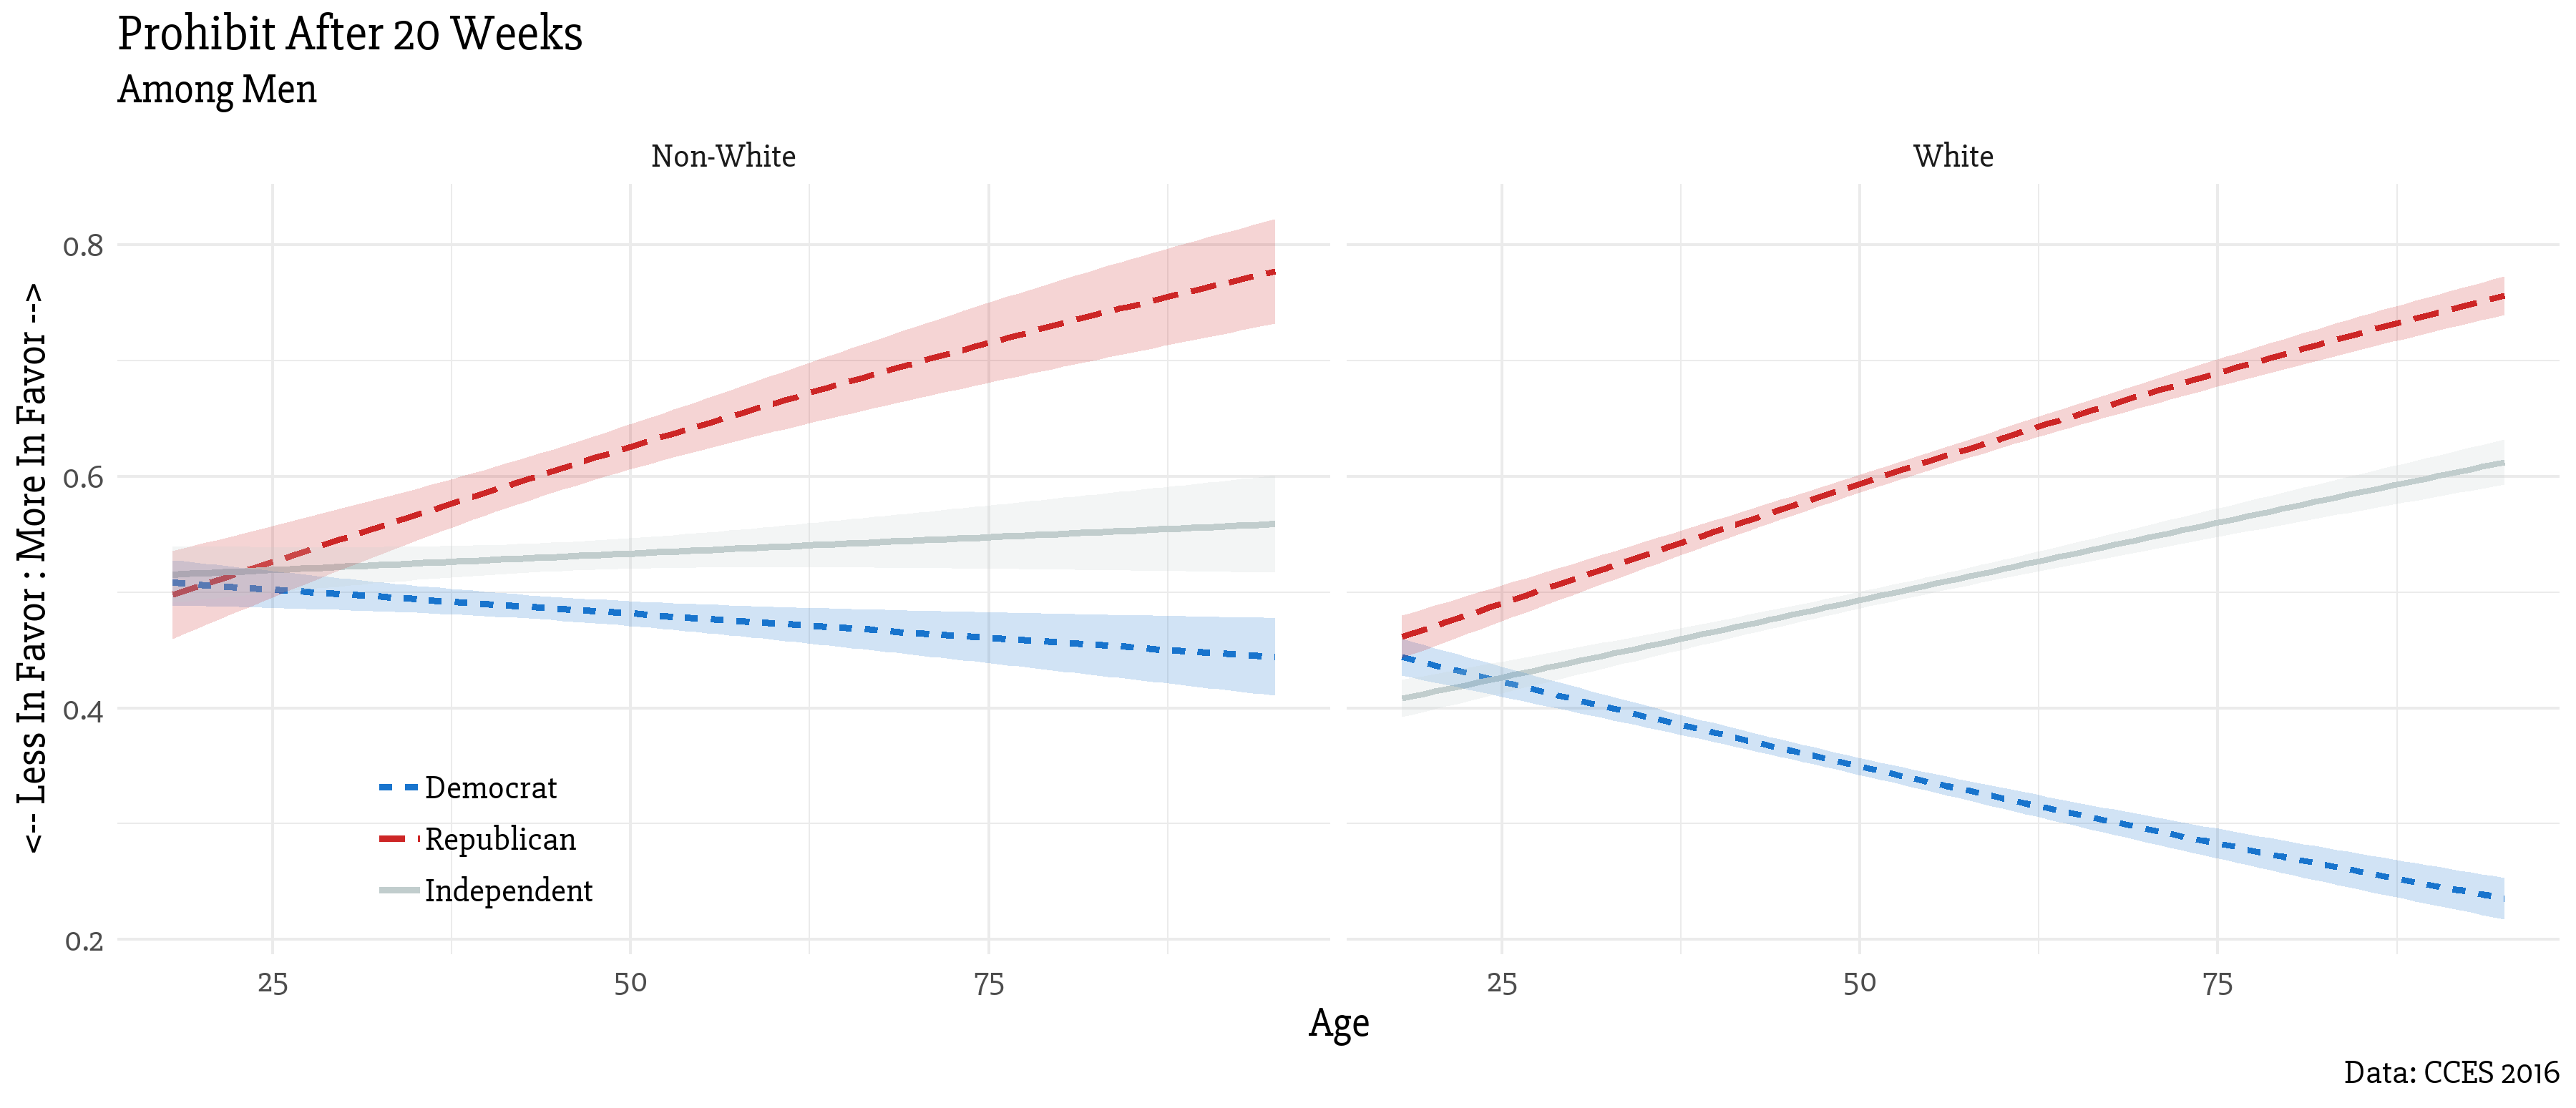 Prohibit After 20 Weeks
Among Men
Non-White
White
<-- Less In Favor : More In Favor -->
0.8
0.6
0.4
0.2
Democrat
Republican
Independent
25 50 75
25 50 75
Age
Data: CCES 2016